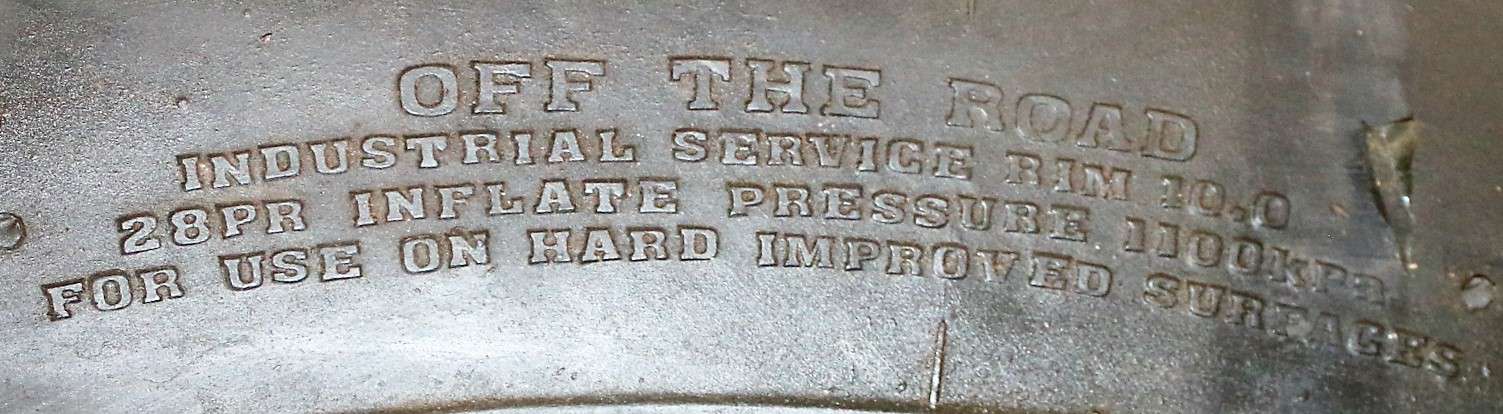 OFF THE ROAD
INDUSTRIAL SERVICE RIM 10.0
28PR INFLATE PRESSURE 1100KPa
FOR USE ON HARD IMPROVED SURFACES